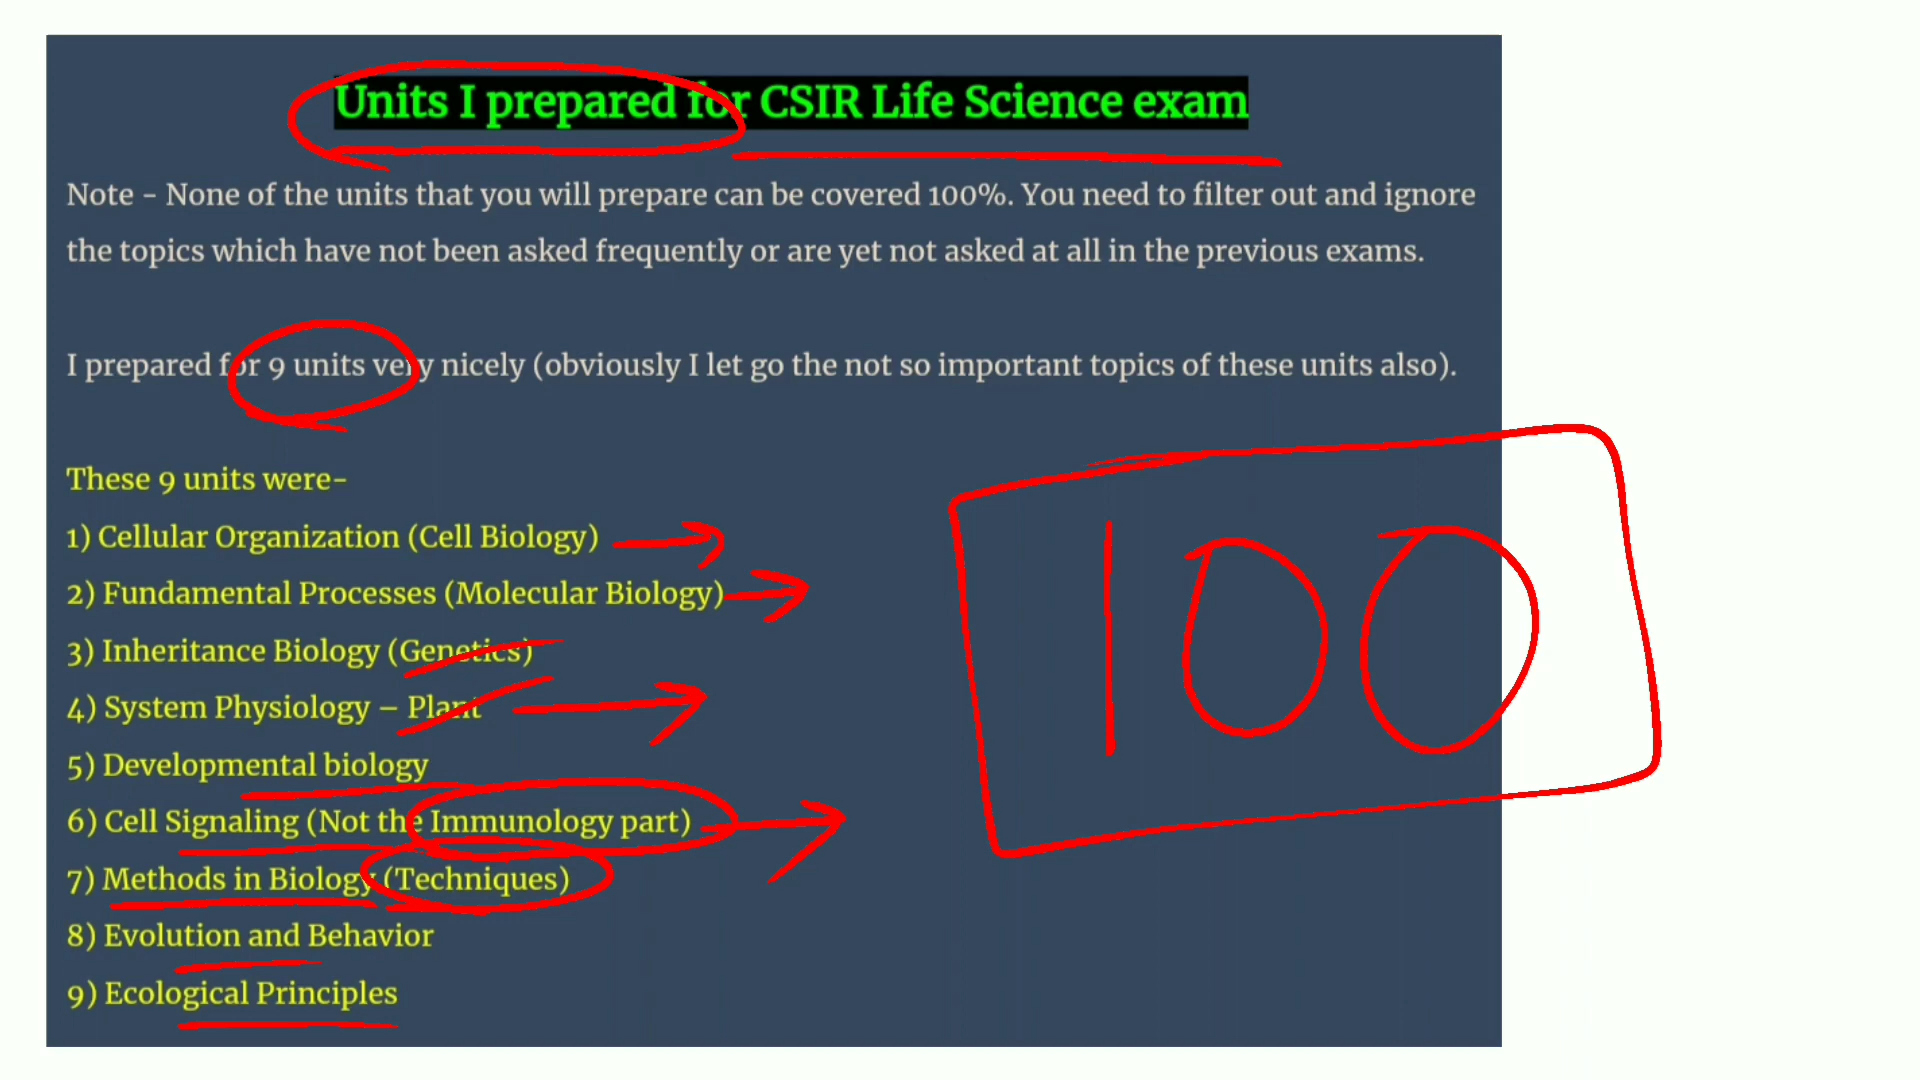 Units I prepared for CSIR Life Science exam
Note - None of the units that you will prepare can be covered 100%. You need to filter out and ignore
the topics which have not been asked frequently or are yet not asked at all in the previous exams.
I prepared for 9 units very nicely (obviously I let go the not so important topics of these units also).
These 9 units were-
1) Cellular Organization (Cell Biology)
2) Fundamental Processes (Molecular Biology)
3) Inheritance Biology (Genetics)
4) System Physiology – Plant
5) Developmental biology
6) Cell Signaling (Not the Immunology part)
7) Methods in Biology (Techniques)
8) Evolution and Behavior
9) Ecological Principles
100